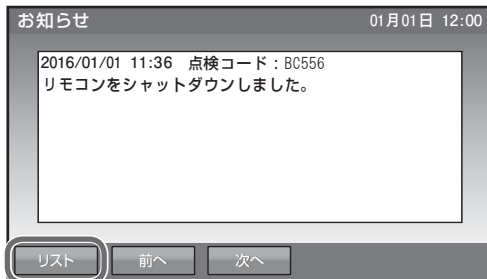 お知らせ 01月01日 12:00
2016/01/01 11:36 点検コード：BC556
リモコンをシャットダウンしました。
リスト 前へ 次へ